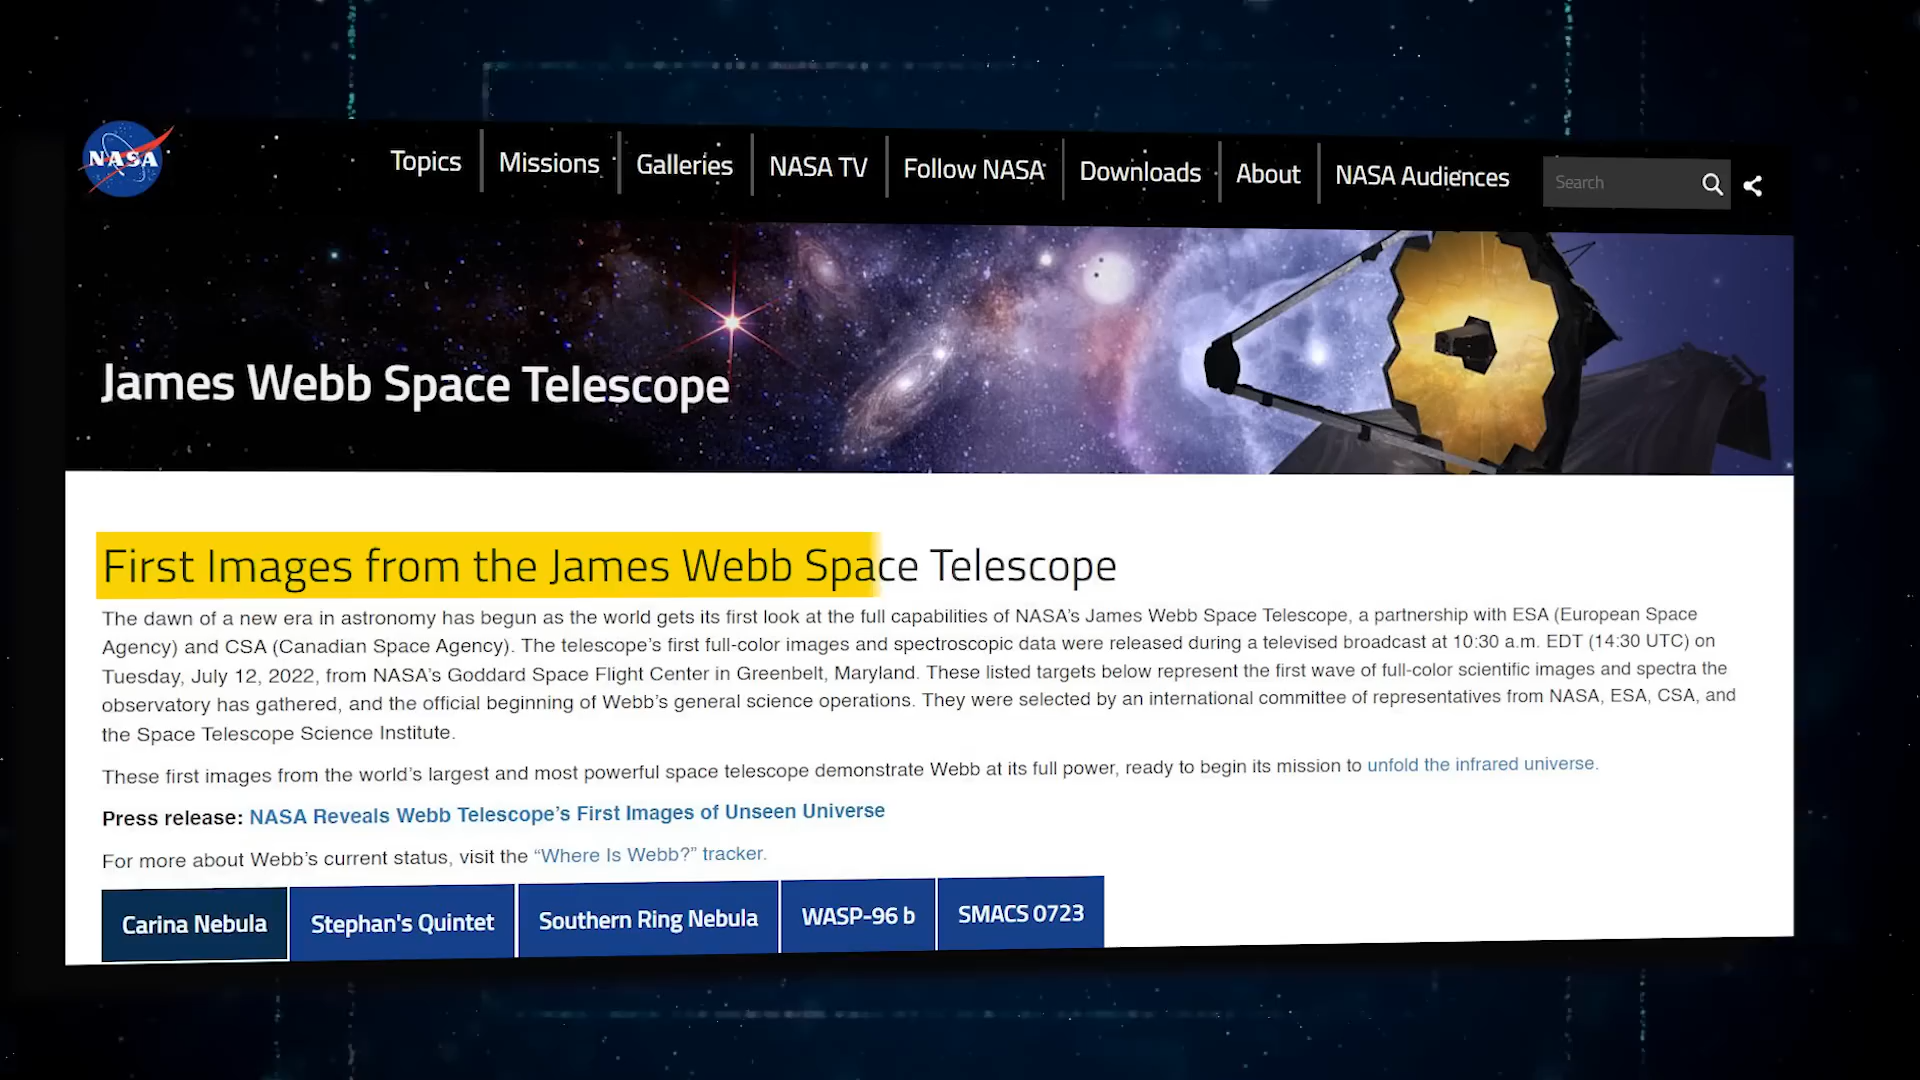 NASA
Topics
Missions
Galleries
NASA TV
Follow NASA
Downloads
About
NASA Audiences
Search
James Webb Space Telescope
First Images from the James Webb Space Telescope
The dawn of a new era in astronomy has begun as the world gets its first look at the full capabilities of NASA's James Webb Space Telescope, a partnership with ESA (European Space
Agency) and CSA (Canadian Space Agency). The telescope's first full-color images and spectroscopic data were released during a televised broadcast at 10:30 a.m. EDT (14:30 UTC) on
Tuesday, July 12, 2022, from NASA's Goddard Space Flight Center in Greenbelt, Maryland. These listed targets below represent the first wave of full-color scientific images and spectra the
observatory has gathered, and the official beginning of Webb's general science operations. They were selected by an international committee of representatives from NASA, ESA, CSA, and
the Space Telescope Science Institute.
These first images from the world's largest and most powerful space telescope demonstrate Webb at its full power, ready to begin its mission to unfold the infrared universe.
Press release: NASA Reveals Webb Telescope's First Images of Unseen Universe
For more about Webb's current status, visit the “Where Is Webb?” tracker.
Carina Nebula
Stephan's Quintet
Southern Ring Nebula
WASP-96 b
SMACS 0723